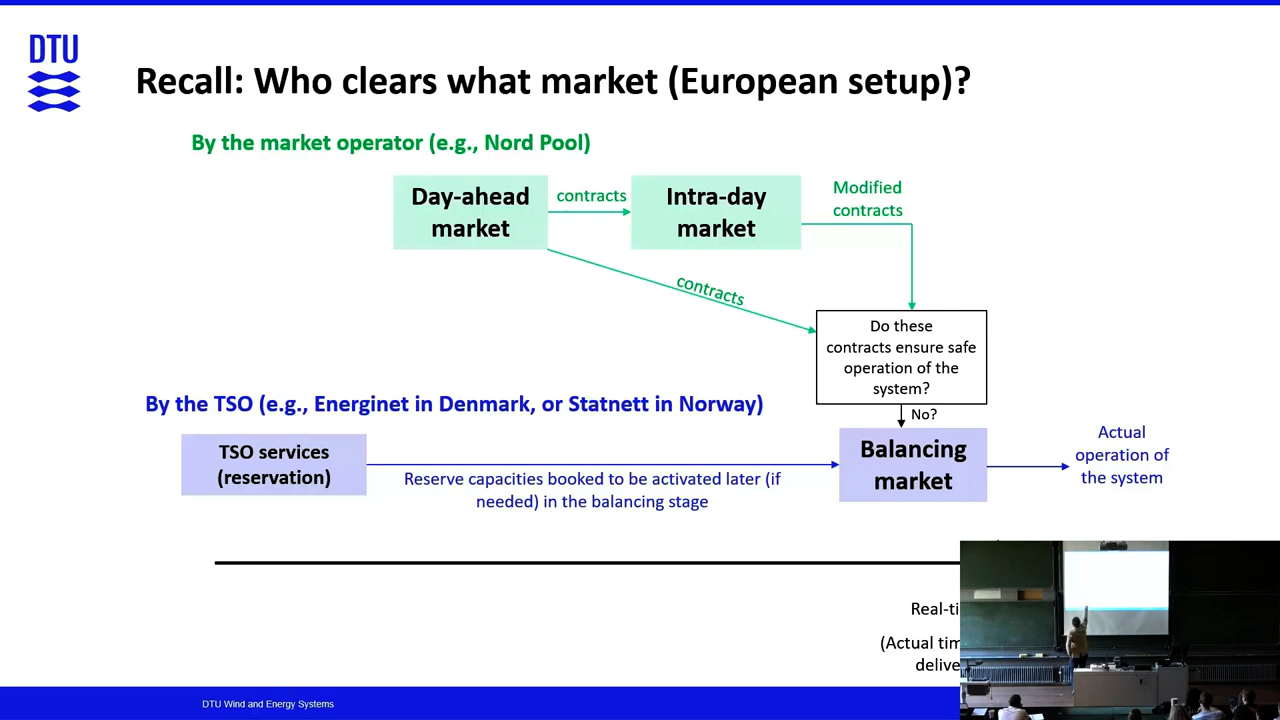 DTU
Recall: Who clears what market (European setup)?
By the market operator (e.g., Nord Pool)
Day-ahead
market
contracts
Intra-day
market
Modified
contracts
contracts
Do these
contracts ensure safe
operation of the
system?
No?
By the TSO (e.g., Energinet in Denmark, or Statnett in Norway)
TSO services
(reservation)
Reserve capacities booked to be activated later (if
needed) in the balancing stage
Balancing
market
Actual
operation of
the system
Real-ti
(Actual tim
delive
DTU Wind and Energy Systems